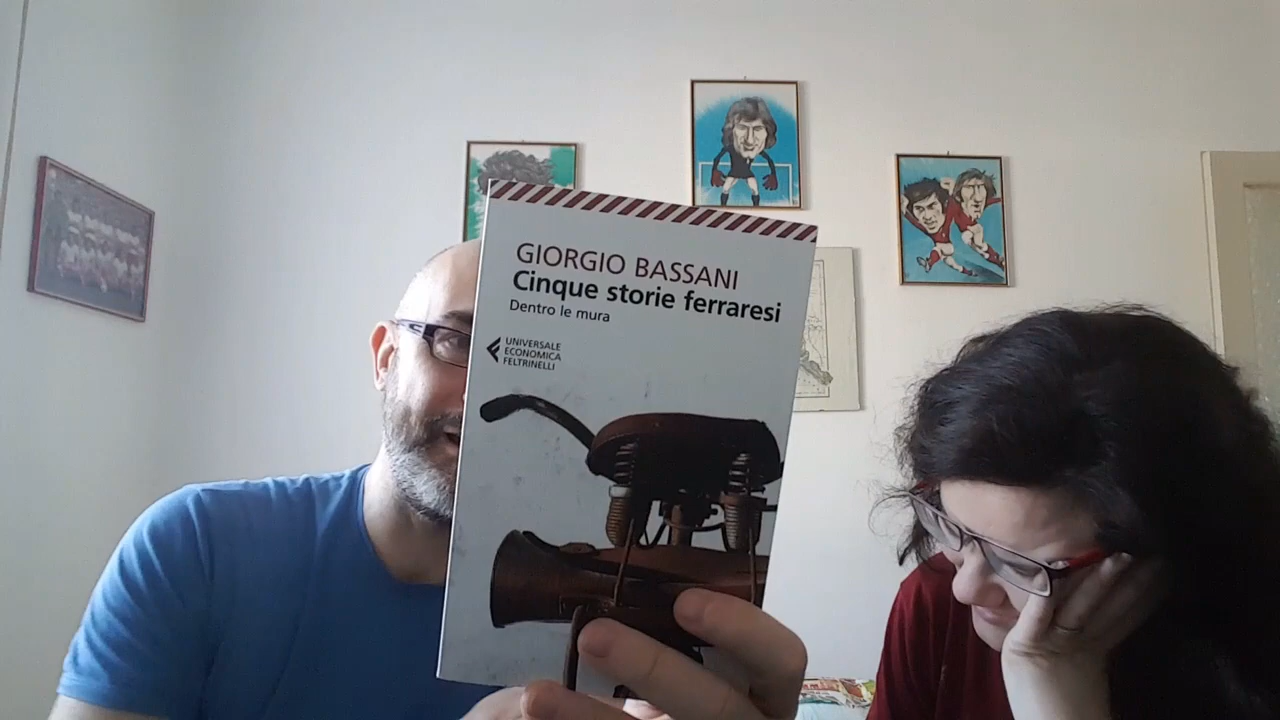 GIORGIO BASSANI
Cinque storie ferraresi
Dentro le mura
UNIVERSALE
ECONOMICA
FELTRINELLI